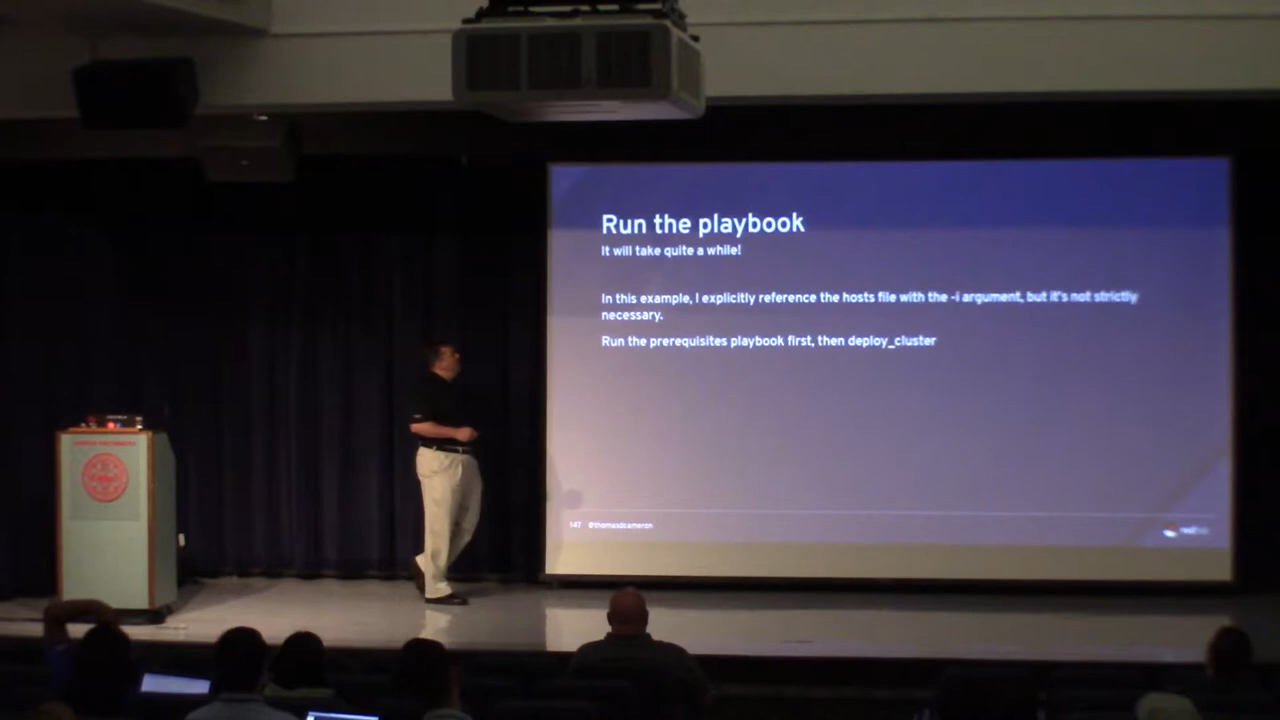 Run the playbook
It will take quite a while!
In this example, I explicitly reference the hosts file with the -i argument, but it's not strictly
necessary.
Run the prerequisites playbook first, then deploy_cluster
147 @thomasdcameron